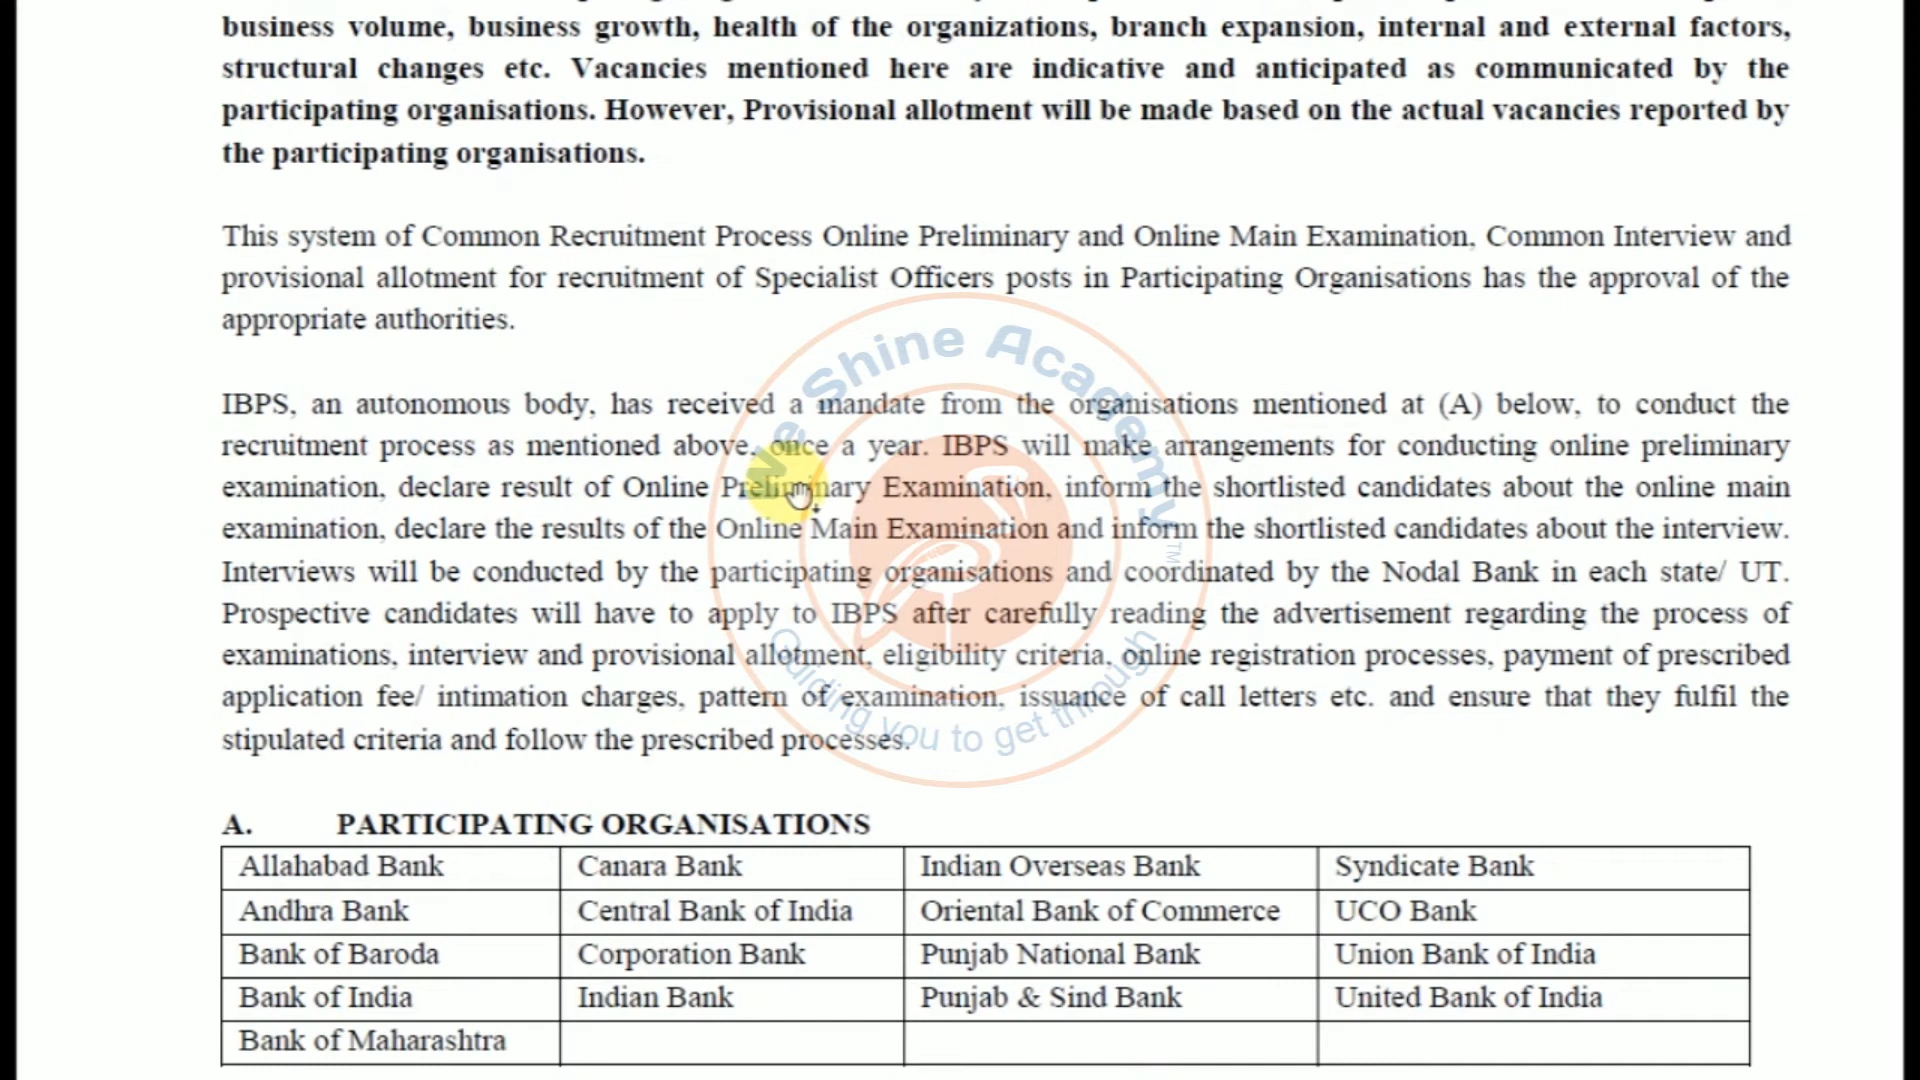 business volume, business growth, health of the organizations, branch expansion, internal and external factors,
structural changes etc. Vacancies mentioned here are indicative and anticipated as communicated by the
participating organisations. However, Provisional allotment will be made based on the actual vacancies reported by
the participating organisations.
This system of Common Recruitment Process Online Preliminary and Online Main Examination, Common Interview and
provisional allotment for recruitment of Specialist Officers posts in Participating Organisations has the approval of the
appropriate authorities.
IBPS, an autonomous body, has received a mandate from the organisations mentioned at (A) below, to conduct the
recruitment process as mentioned above, once a year. IBPS will make arrangements for conducting online preliminary
examination, declare result of Online Preliminary Examination, inform the shortlisted candidates about the online main
examination, declare the results of the Online Main Examination and inform the shortlisted candidates about the interview.
Interviews will be conducted by the participating organisations and coordinated by the Nodal Bank in each state/ UT.
Prospective candidates will have to apply to IBPS after carefully reading the advertisement regarding the process of
examinations, interview and provisional allotment, eligibility criteria, online registration processes, payment of prescribed
application fee/ intimation charges, pattern of examination, issuance of call letters etc. and ensure that they fulfil the
stipulated criteria and follow the prescribed processes.
We Shine Academy TM
Guiding you to get through
A. PARTICIPATING ORGANISATIONS
Allahabad Bank Canara Bank Indian Overseas Bank Syndicate Bank
Andhra Bank Central Bank of India Oriental Bank of Commerce UCO Bank
Bank of Baroda Corporation Bank Punjab National Bank Union Bank of India
Bank of India Indian Bank Punjab & Sind Bank United Bank of India
Bank of Maharashtra